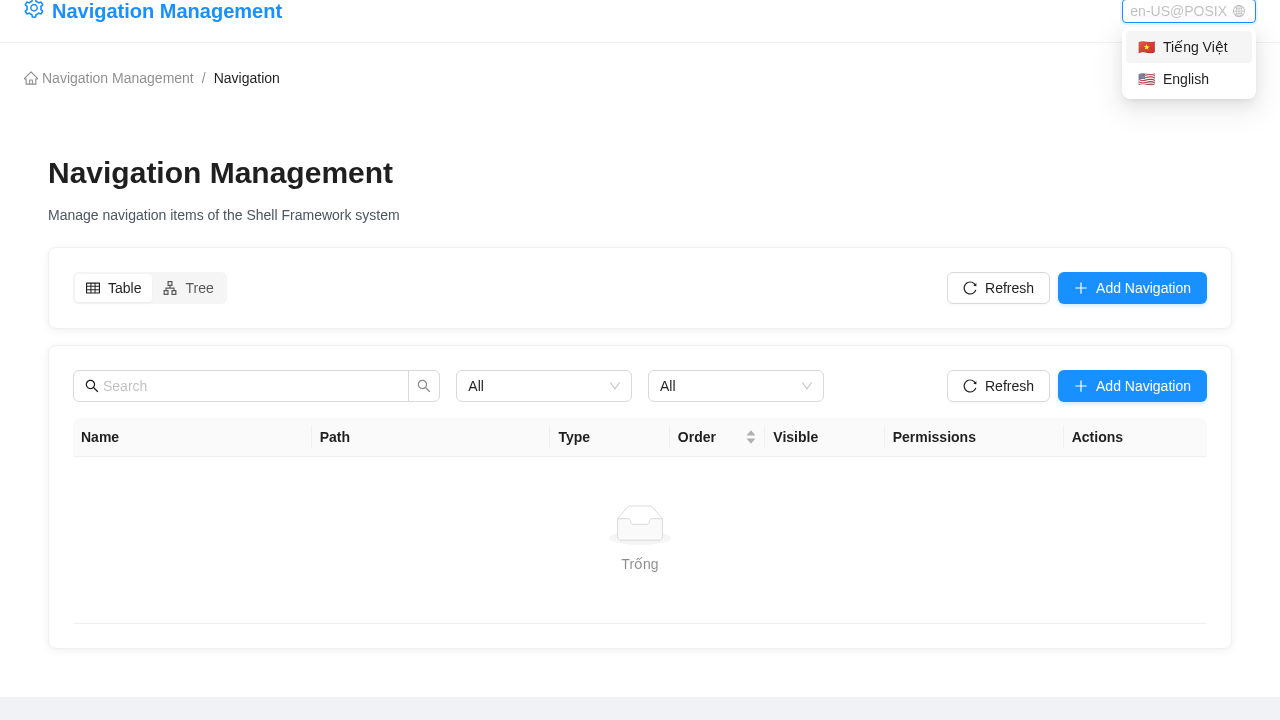 Navigation Management
en-US@POSIX
Tiếng Việt
English
Navigation Management / Navigation
Navigation Management
Manage navigation items of the Shell Framework system
Table Tree Refresh Add Navigation
Search All All Refresh Add Navigation
Name Path Type Order Visible Permissions Actions
Trống